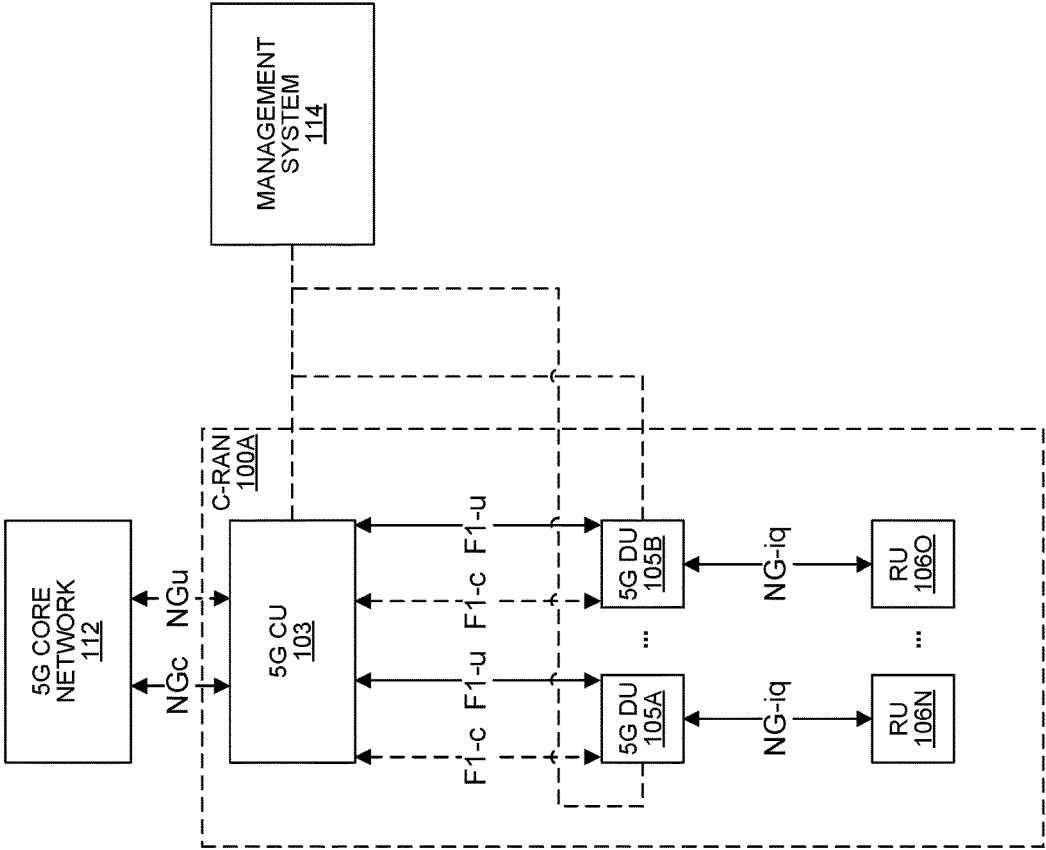 5G CORE
NETWORK
112
NGc
NGu
C-RAN
100A
5G CU
103
MANAGEMENT
SYSTEM
114
F1-c
F1-u
F1-c
F1-u
5G DU
105A
...
5G DU
105B
NG-iq
NG-iq
RU
106N
...
RU
106O